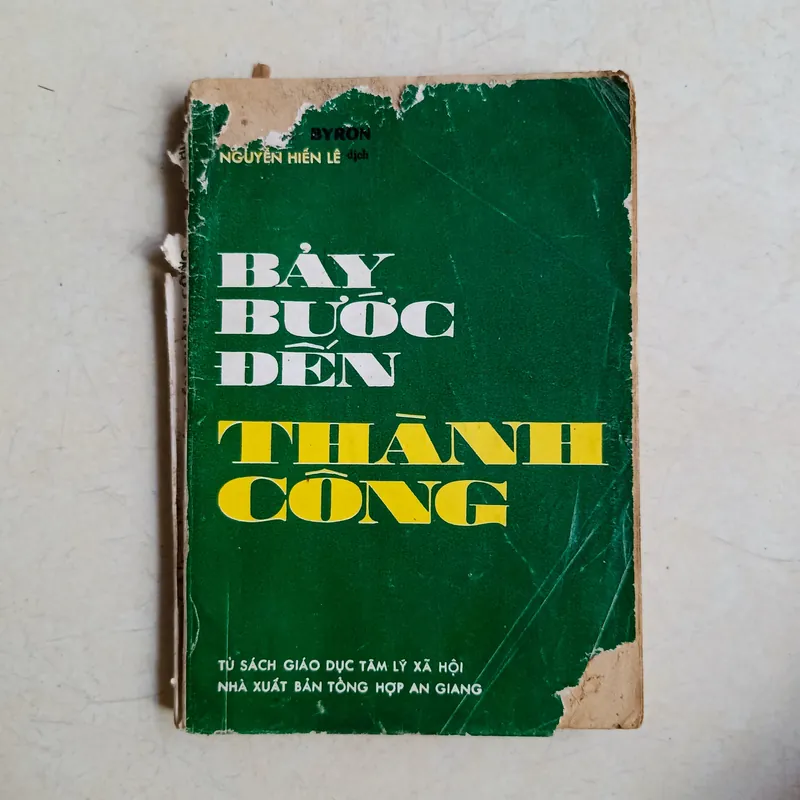 BYRON
NGUYỄN HIẾN LÊ dịch
BẢY
BƯỚC
ĐẾN
THÀNH
CÔNG
TỦ SÁCH GIÁO DỤC TÂM LÝ XÃ HỘI
NHÀ XUẤT BẢN TỔNG HỢP AN GIANG